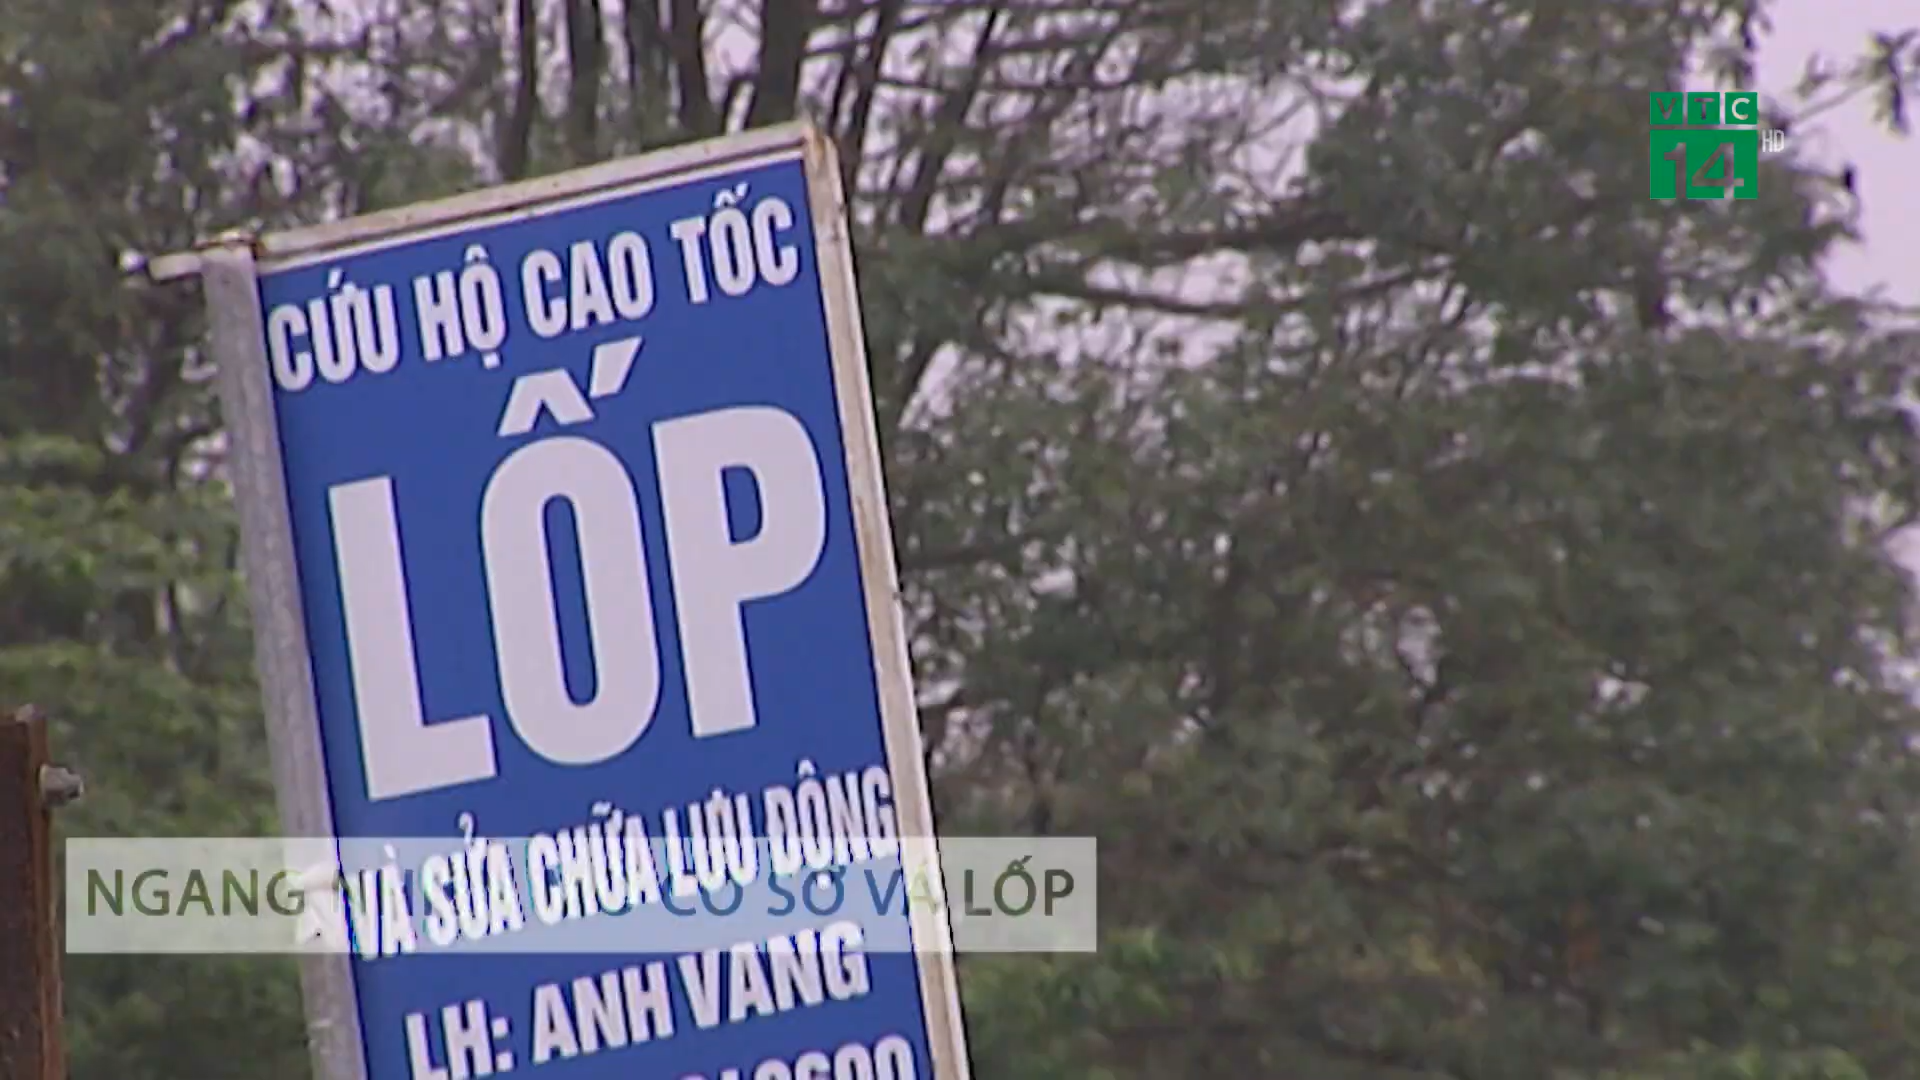 VTC
14 HD
CỨU HỘ CAO TỐC
LỐP
VÀ SỬA CHỮA LƯU ĐỘNG
NGANG CƠ SỞ VÁ LỐP
LH: ANH VANG